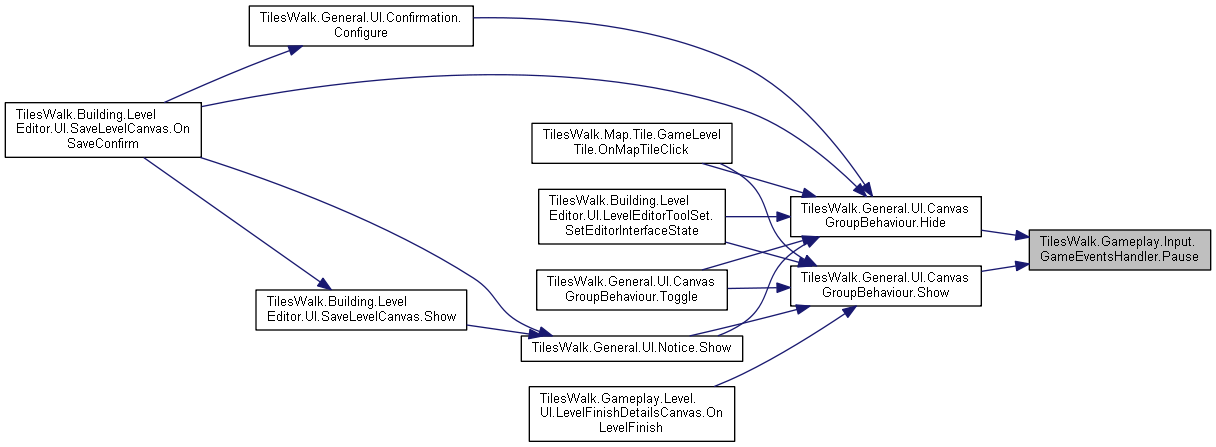 TilesWalk.General.UI.Confirmation.
Configure
TilesWalk.Building.Level
Editor.UI.SaveLevelCanvas.On
SaveConfirm
TilesWalk.Map.Tile.GameLevel
Tile.OnMapTileClick
TilesWalk.Building.Level
Editor.UI.LevelEditorToolSet.
SetEditorInterfaceState
TilesWalk.General.UI.Canvas
GroupBehaviour.Hide
TilesWalk.Gameplay.Input.
GameEventsHandler.Pause
TilesWalk.General.UI.Canvas
GroupBehaviour.Toggle
TilesWalk.General.UI.Canvas
GroupBehaviour.Show
TilesWalk.Building.Level
Editor.UI.SaveLevelCanvas.Show
TilesWalk.General.UI.Notice.Show
TilesWalk.Gameplay.Level.
UI.LevelFinishDetailsCanvas.On
LevelFinish